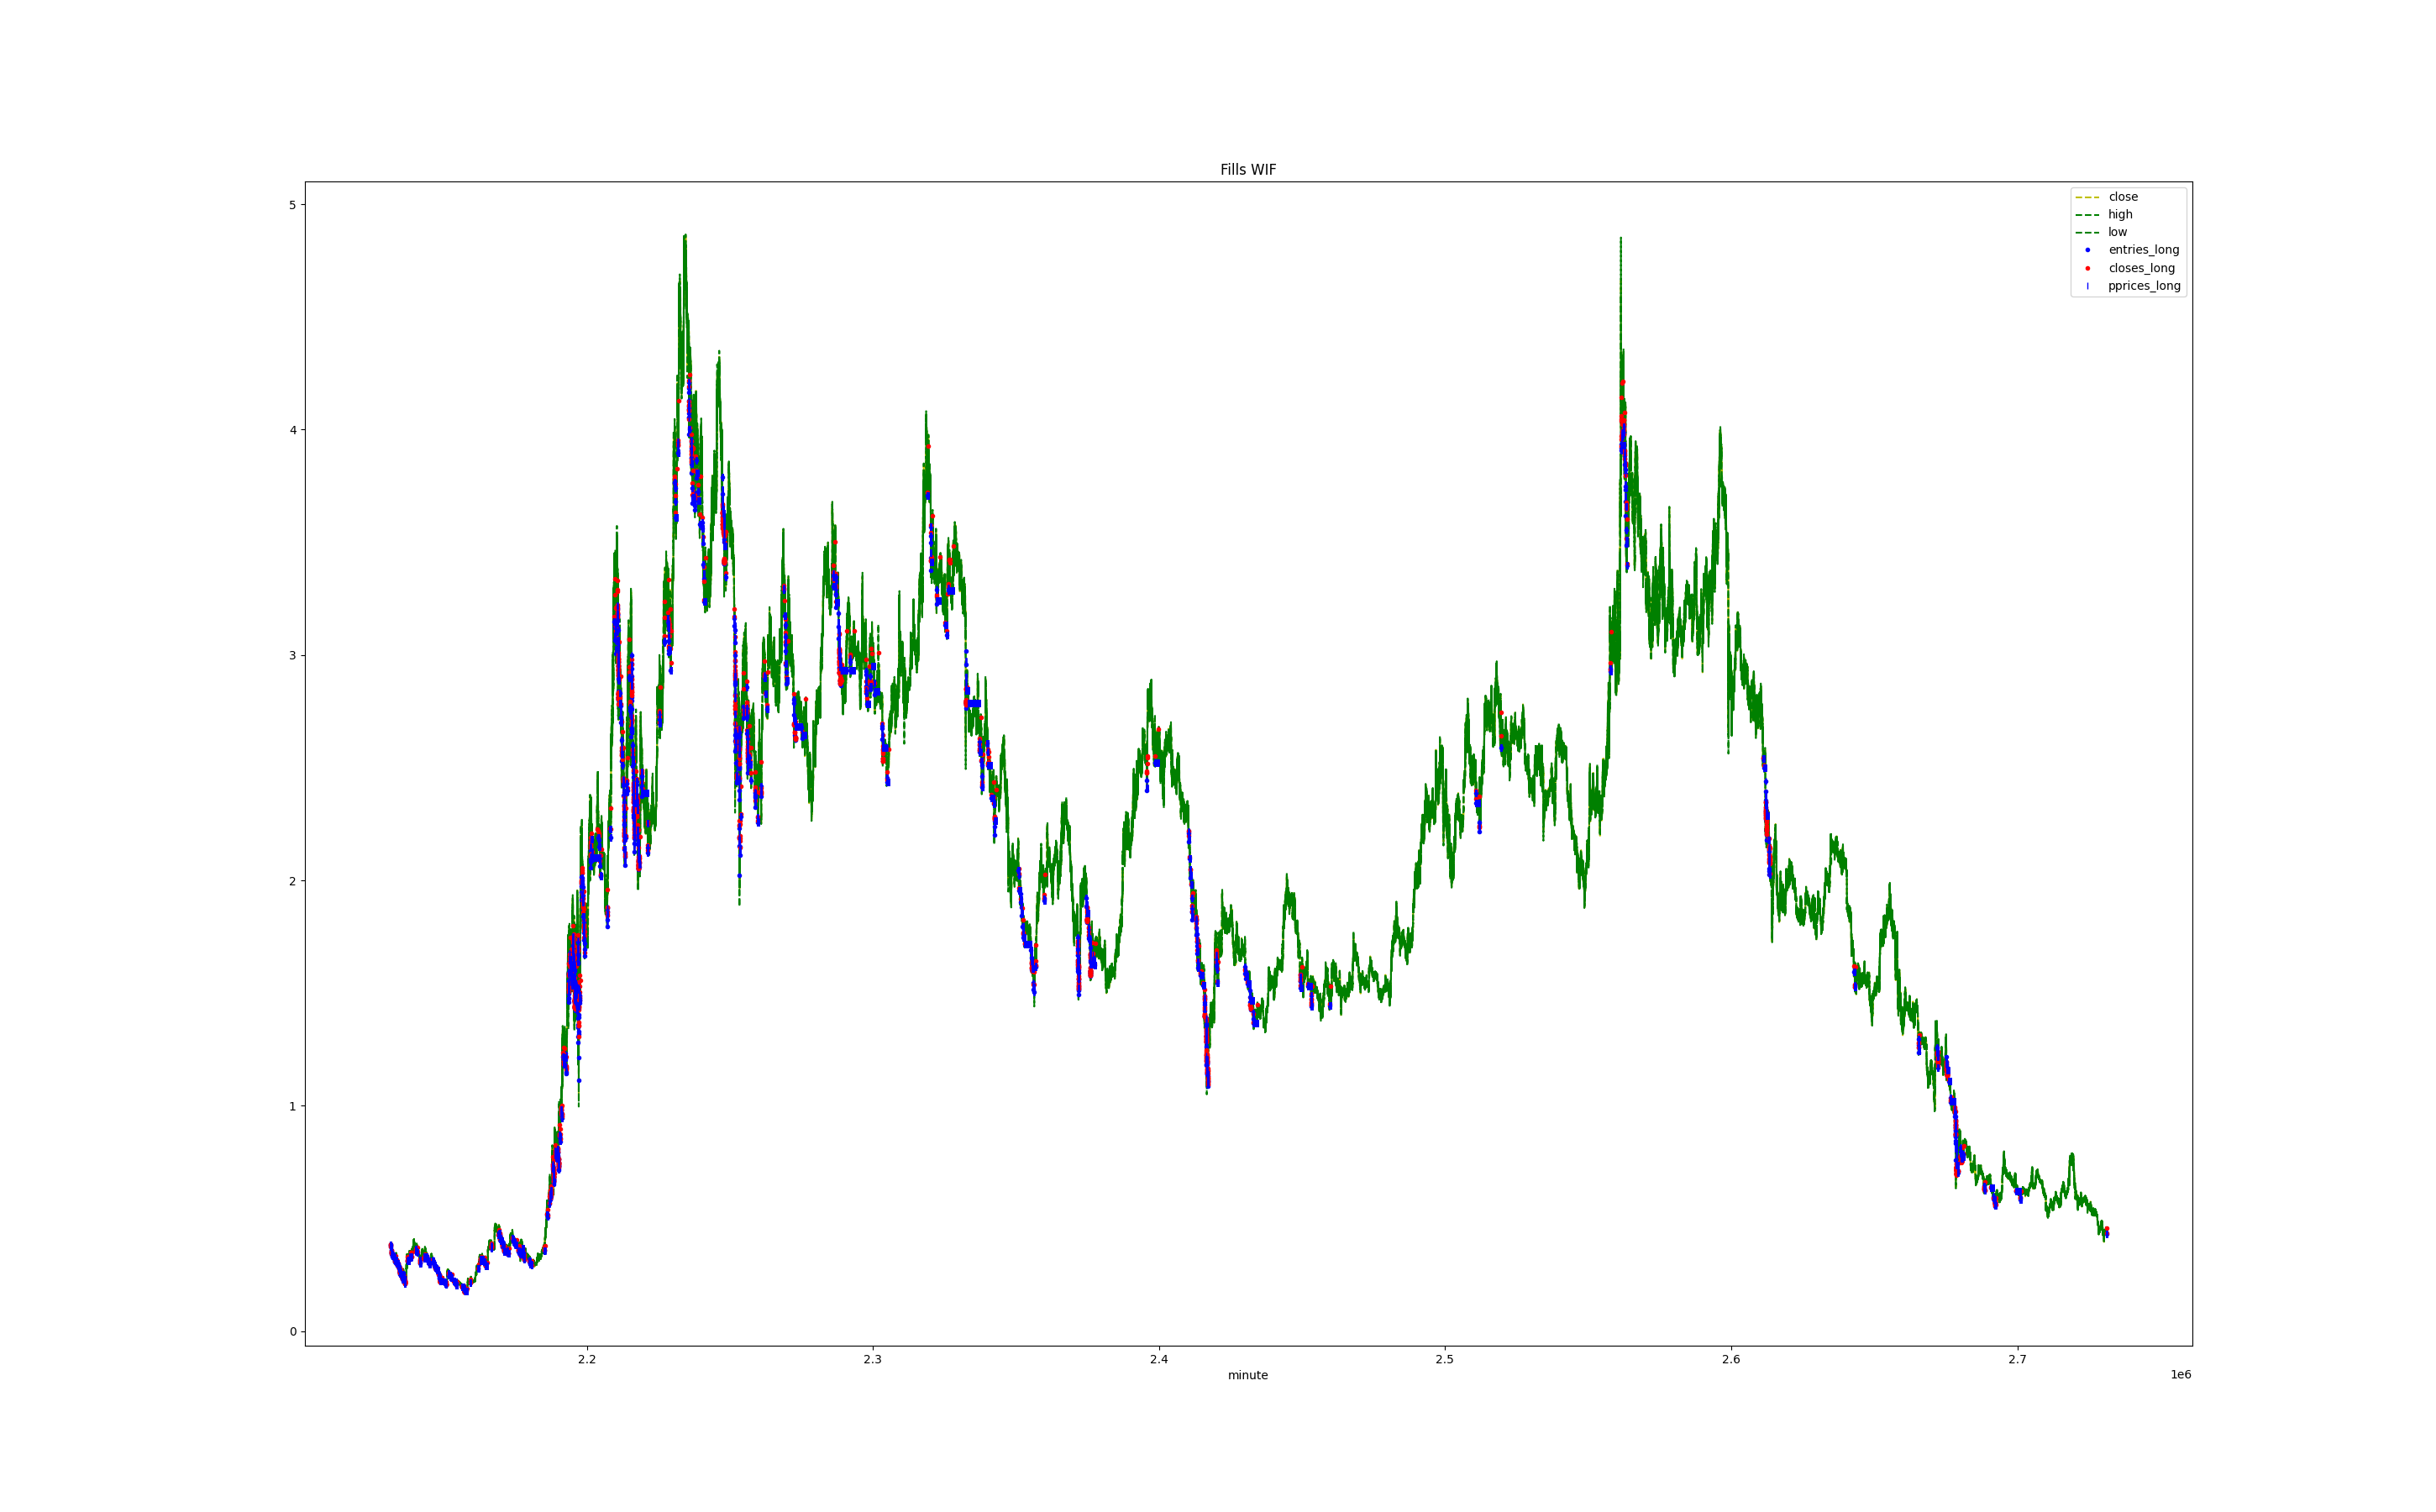 Fills WIF
close
high
low
entries_long
closes_long
pprices_long
5
4
3
2
1
0
2.2 2.3 2.4 2.5 2.6 2.7
minute 1e6